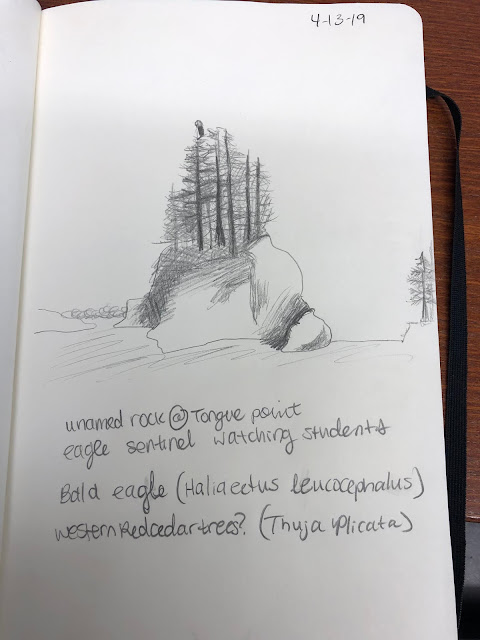 4-13-19
unamed rock @ Tongue point
eagle sentinel watching students
Bald eagle (Haliaectus leucocephalus)
western Redcedar trees? (Thuja plicata)